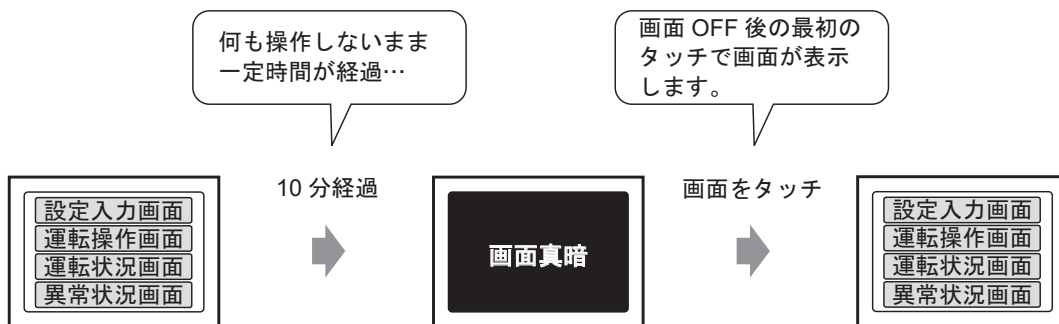 何も操作しないまま
一定時間が経過…
画面 OFF 後の最初の
タッチで画面が表示
します。
設定入力画面
運転操作画面
運転状況画面
異常状況画面
10 分経過
画面真暗
画面をタッチ
設定入力画面
運転操作画面
運転状況画面
異常状況画面